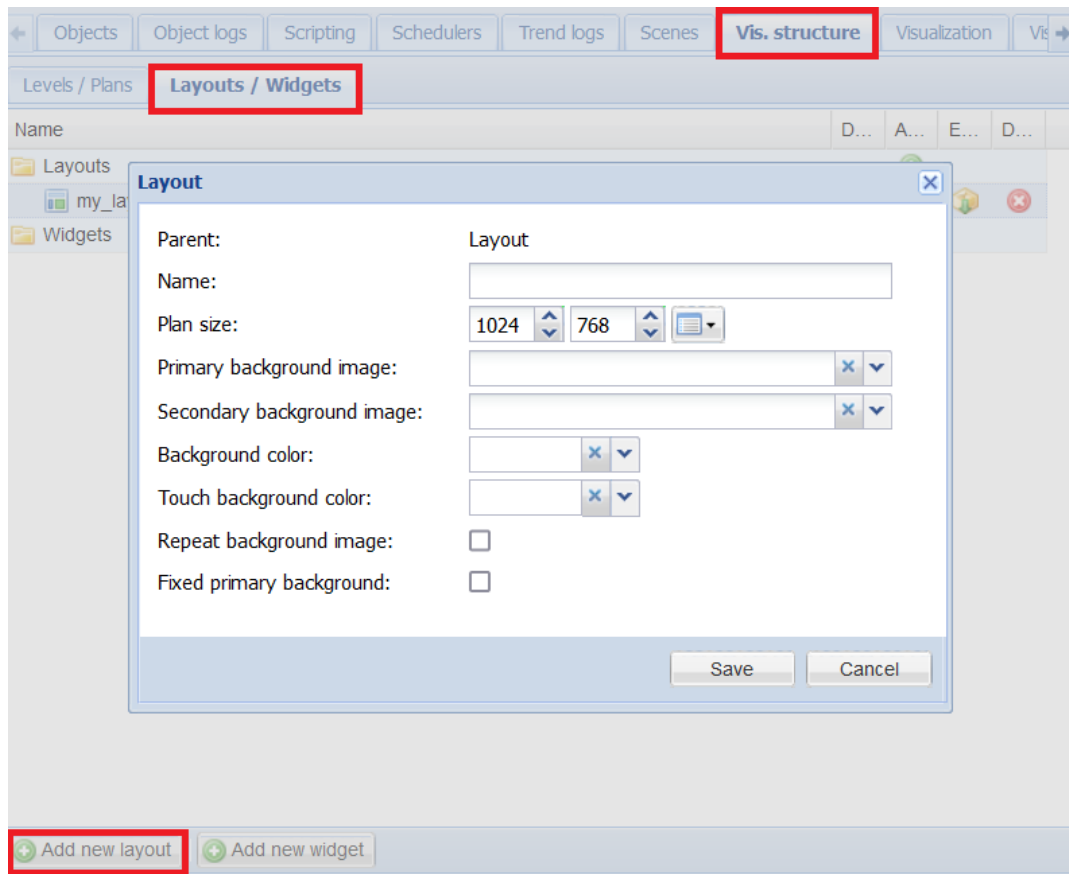 Objects Object logs Scripting Schedulers Trend logs Scenes Vis. structure Visualization
Levels / Plans Layouts / Widgets
Name D... A... E... D...
Layouts
my_la
Widgets
Layout
Parent: Layout
Name:
Plan size: 1024 768
Primary background image:
Secondary background image:
Background color:
Touch background color:
Repeat background image:
Fixed primary background:
Save Cancel
Add new layout Add new widget